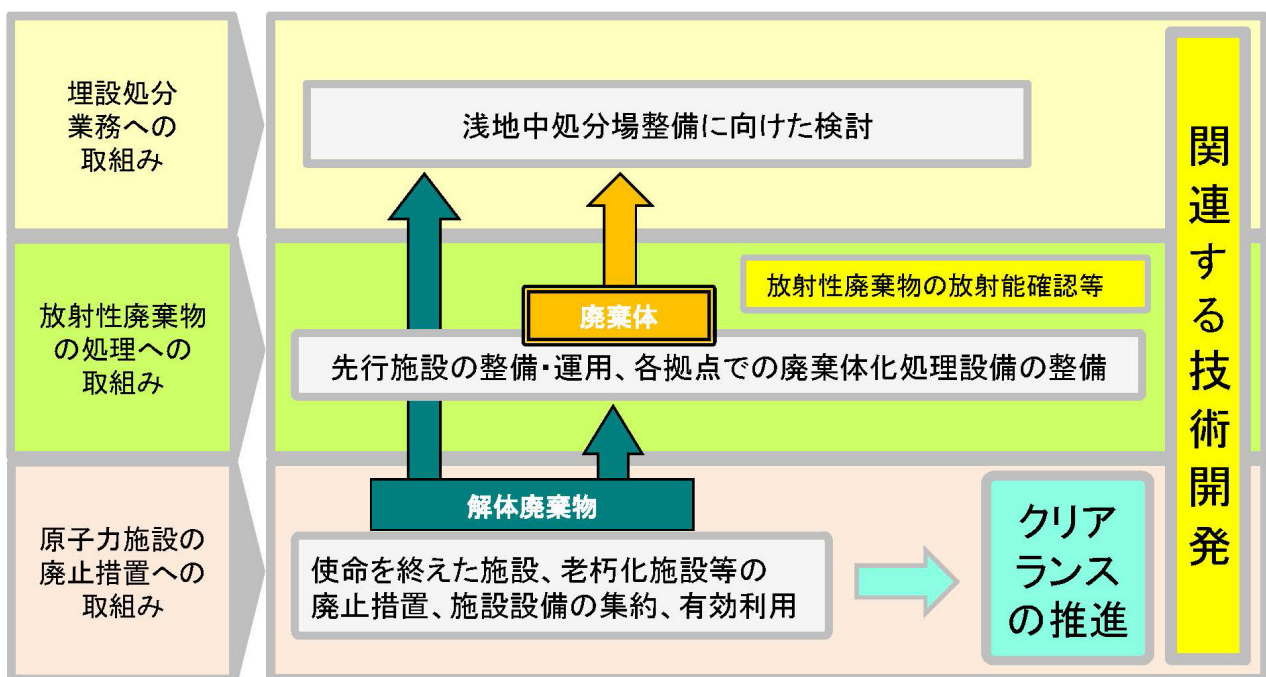 埋設処分
業務への
取組み
浅地中処分場整備に向けた検討
放射性廃棄物
の処理への
取組み
放射性廃棄物の放射能確認等
廃棄体
先行施設の整備・運用、各拠点での廃棄体化処理設備の整備
原子力施設の
廃止措置への
取組み
解体廃棄物
使命を終えた施設、老朽化施設等の
廃止措置、施設設備の集約、有効利用
クリア
ランス
の推進
関連する技術開発